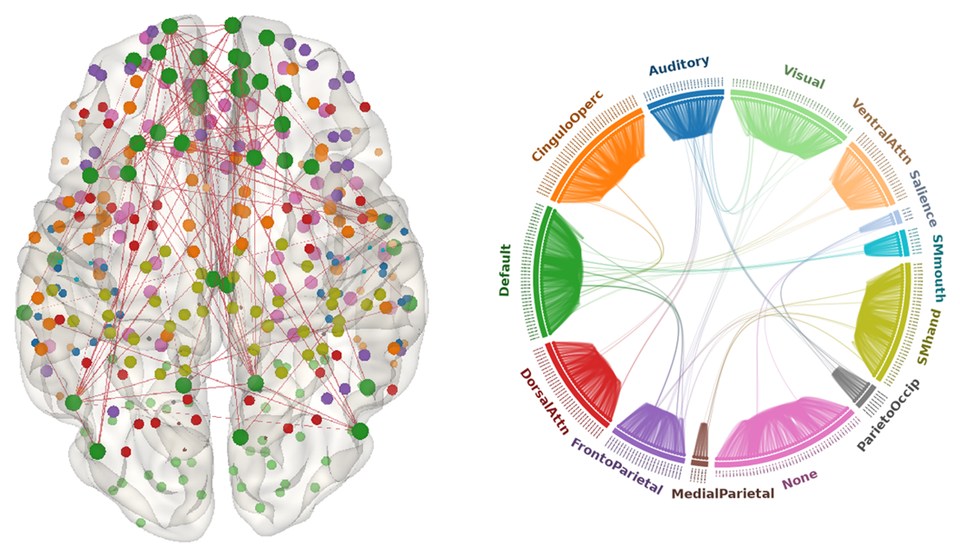 Auditory
Visual
CinguloOperc
VentralAttn
Salience
SMmouth
Default
SMhand
DorsalAttn
ParietoOccip
FrontoParietal
None
MedialParietal